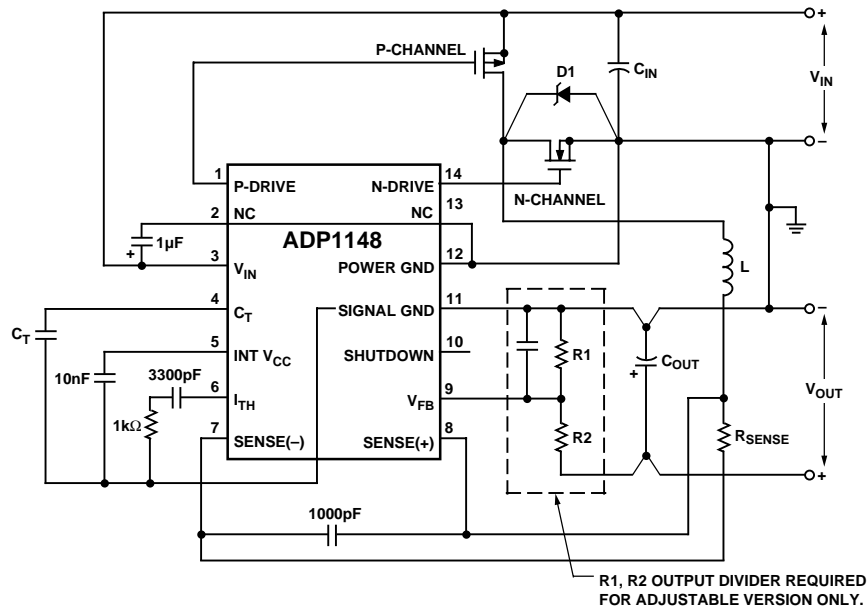 P-CHANNEL
D1
C_IN
+
V_IN
−
N-CHANNEL
ADP1148
1
P-DRIVE
N-DRIVE
14
2
NC
NC
13
1µF
+
3
V_IN
POWER GND
12
L
4
C_T
SIGNAL GND
11
−
C_T
5
INT V_CC
SHUTDOWN
10
R1
C_OUT
+
10nF
3300pF
6
I_TH
V_FB
9
V_OUT
1kΩ
7
SENSE(–)
SENSE(+)
8
R2
R_SENSE
+
1000pF
R1, R2 OUTPUT DIVIDER REQUIRED
FOR ADJUSTABLE VERSION ONLY.